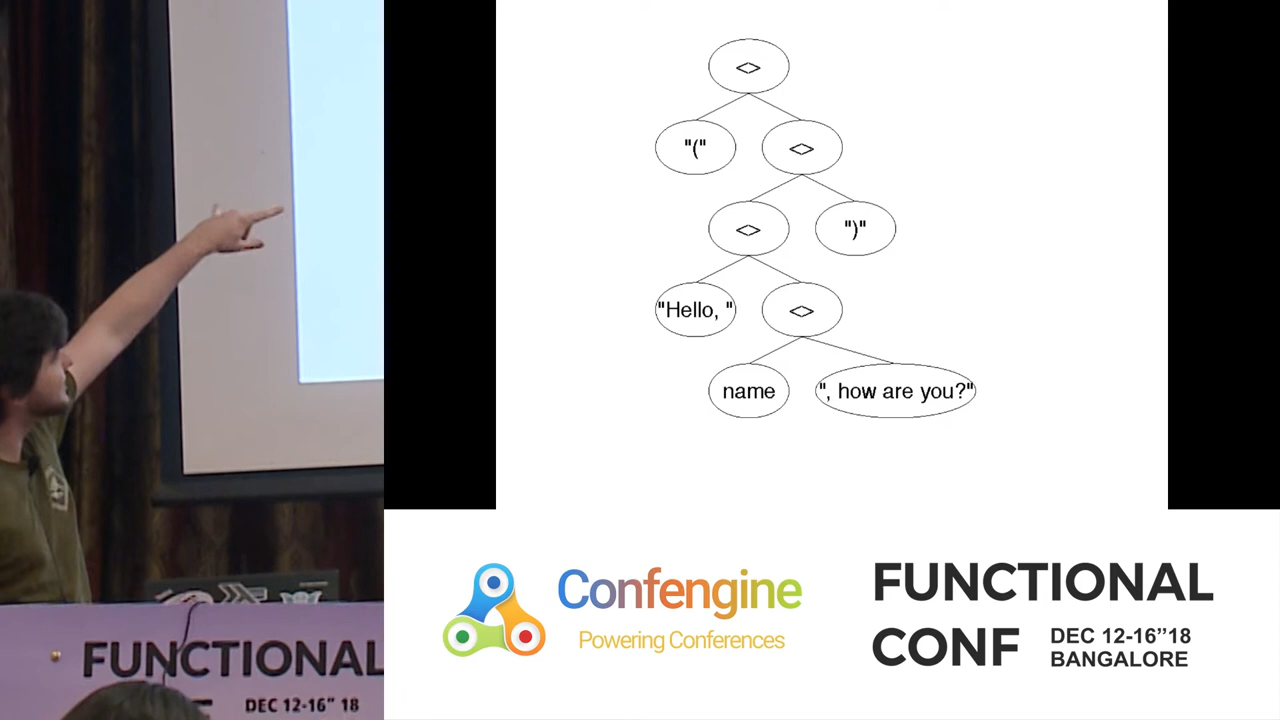 <>
"(" <>
<> ")"
"Hello, " <>
name ", how are you?"
Confengine
Powering Conferences
FUNCTIONAL
CONF DEC 12-16”18
BANGALORE
FUNCTIONAL
DEC 12-16” 18